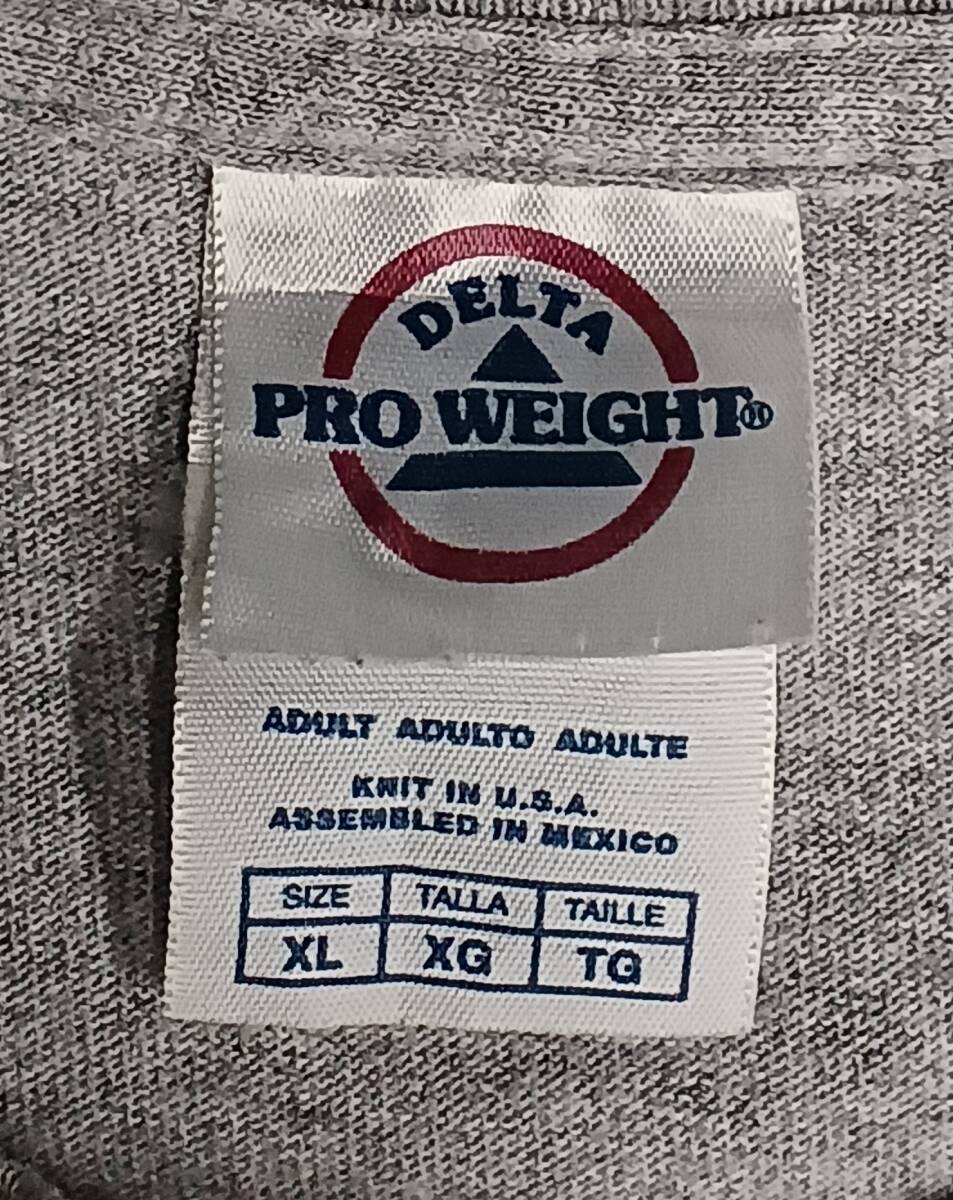 DELTA
PRO WEIGHT®
ADULT ADULTO ADULTE
KNIT IN U.S.A.
ASSEMBLED IN MEXICO
SIZE TALLA TAILLE
XL XG TG